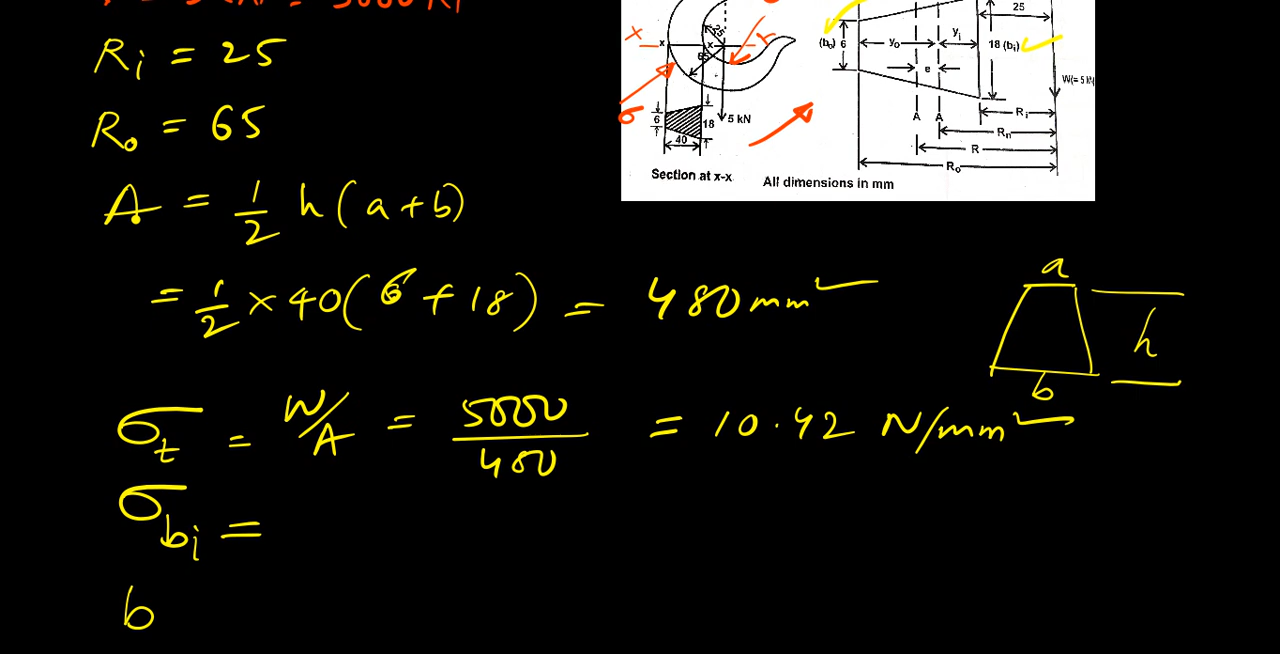 Ri = 25
Ro = 65
A = 1/2 h (a+b)
= 1/2 × 40(6 + 18) = 480 mm²
σt = W/A = 5000/480 = 10.42 N/mm²
σbi =
b
x
x
x
25
65
σ
6
18
40
5 kN
Section at x-x
All dimensions in mm
(bo) 6
yo
yi
e
18 (bi)
25
W(= 5 kN
A
A
Ri
Rn
R
Ro
a
h
b